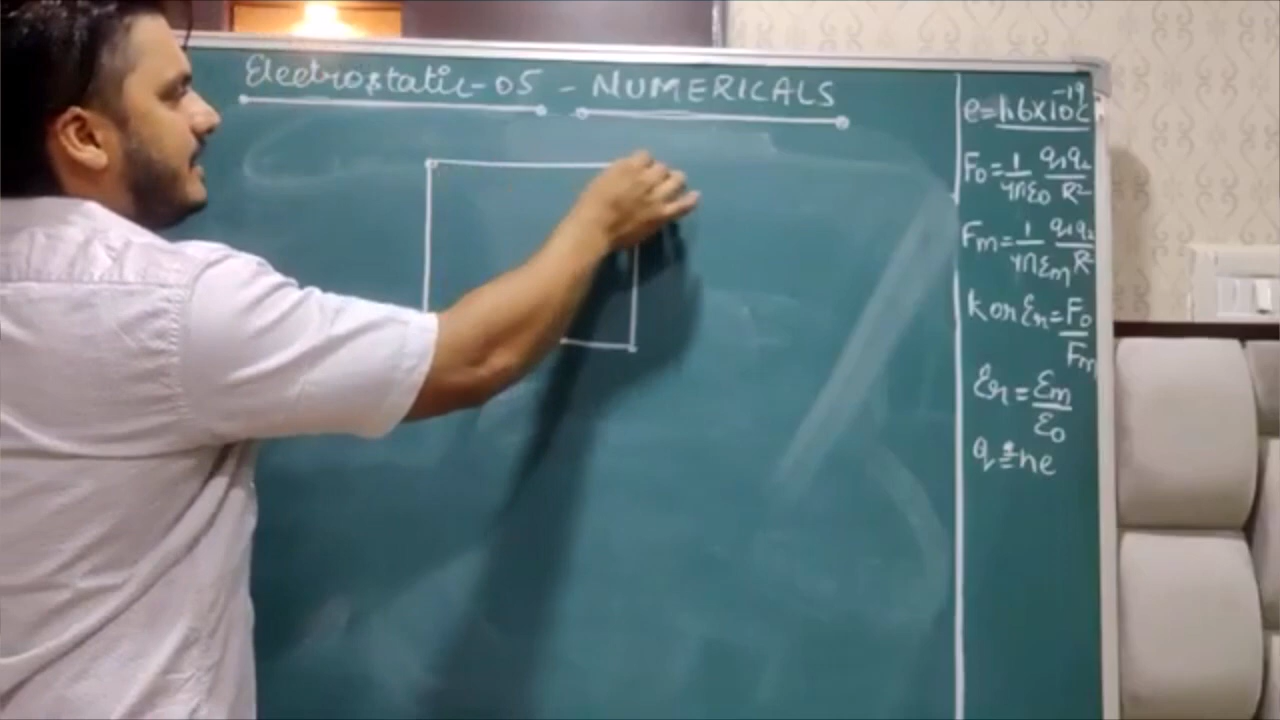 Electrostatic-05 - NUMERICALS
e=1.6×10⁻¹⁹C
F₀=1/4πε₀ q₁q₂/R²
Fm=1/4πεm q₁q₂/R²
K or εr=F₀/Fm
εr=εm/ε₀
q=±ne